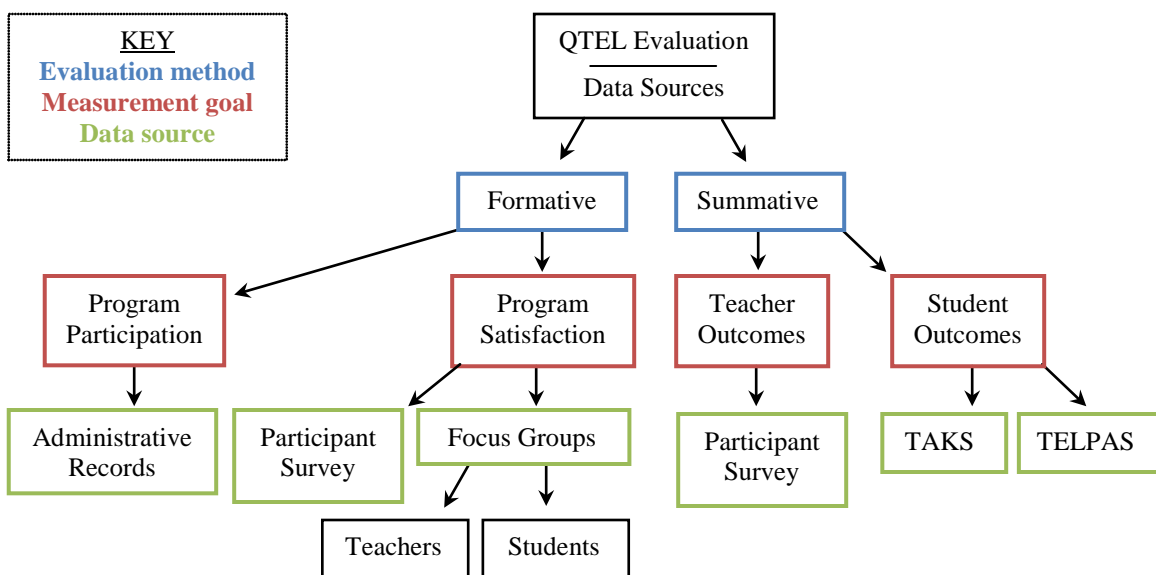 KEY
Evaluation method
Measurement goal
Data source
QTEL Evaluation
Data Sources
Formative
Summative
Program
Participation
Program
Satisfaction
Teacher
Outcomes
Student
Outcomes
Administrative
Records
Participant
Survey
Focus Groups
Participant
Survey
TAKS
TELPAS
Teachers
Students